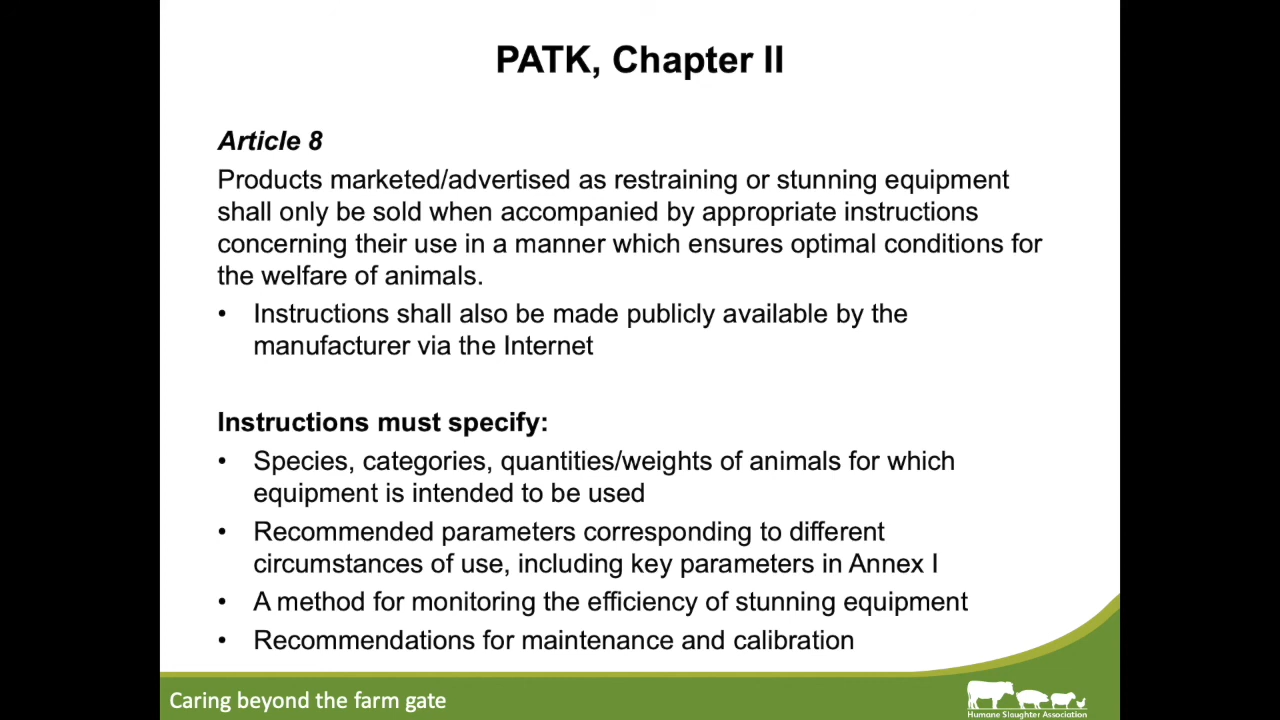 PATK, Chapter II
Article 8
Products marketed/advertised as restraining or stunning equipment
shall only be sold when accompanied by appropriate instructions
concerning their use in a manner which ensures optimal conditions for
the welfare of animals.
• Instructions shall also be made publicly available by the
manufacturer via the Internet
Instructions must specify:
• Species, categories, quantities/weights of animals for which
equipment is intended to be used
• Recommended parameters corresponding to different
circumstances of use, including key parameters in Annex I
• A method for monitoring the efficiency of stunning equipment
• Recommendations for maintenance and calibration
Caring beyond the farm gate
Humane Slaughter Association